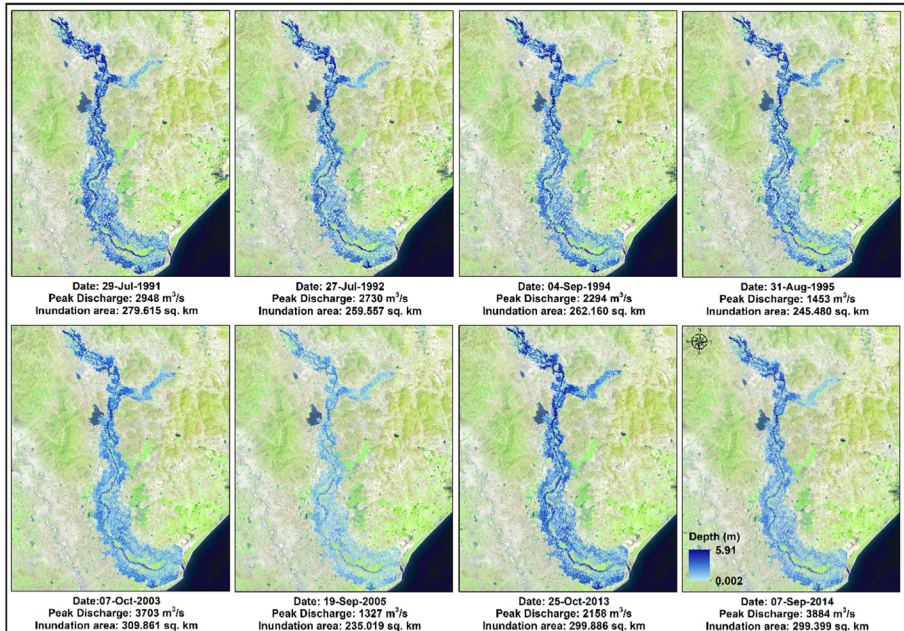 Date: 29-Jul-1991
Peak Discharge: 2948 m³/s
Inundation area: 279.615 sq. km
Date: 27-Jul-1992
Peak Discharge: 2730 m³/s
Inundation area: 259.557 sq. km
Date: 04-Sep-1994
Peak Discharge: 2294 m³/s
Inundation area: 262.160 sq. km
Date: 31-Aug-1995
Peak Discharge: 1453 m³/s
Inundation area: 245.480 sq. km
Depth (m)
5.91
0.002
Date:07-Oct-2003
Peak Discharge: 3703 m³/s
Inundation area: 309.861 sq. km
Date: 19-Sep-2005
Peak Discharge: 1327 m³/s
Inundation area: 235.019 sq. km
Date: 25-Oct-2013
Peak Discharge: 2158 m³/s
Inundation area: 299.886 sq. km
Date: 07-Sep-2014
Peak Discharge: 3884 m³/s
Inundation area: 299.399 sq. km